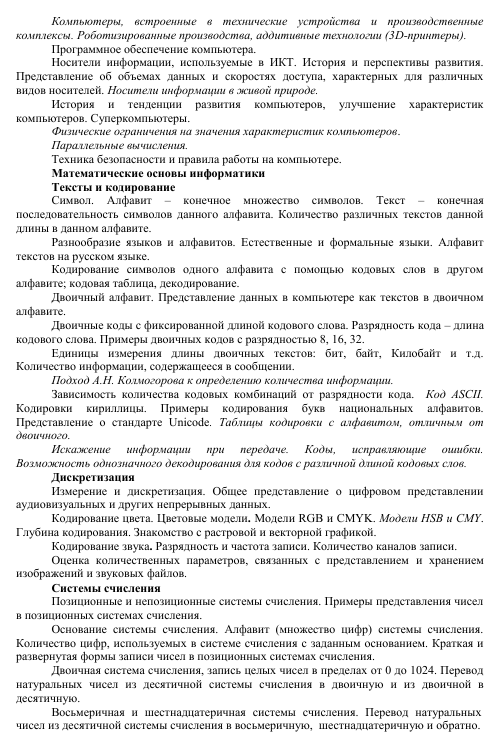 Компьютеры, встроенные в технические устройства и производственные
комплексы. Роботизированные производства, аддитивные технологии (3D-принтеры).
Программное обеспечение компьютера.
Носители информации, используемые в ИКТ. История и перспективы развития.
Представление об объемах данных и скоростях доступа, характерных для различных
видов носителей. Носители информации в живой природе.
История и тенденции развития компьютеров, улучшение характеристик
компьютеров. Суперкомпьютеры.
Физические ограничения на значения характеристик компьютеров.
Параллельные вычисления.
Техника безопасности и правила работы на компьютере.
Математические основы информатики
Тексты и кодирование
Символ. Алфавит – конечное множество символов. Текст – конечная
последовательность символов данного алфавита. Количество различных текстов данной
длины в данном алфавите.
Разнообразие языков и алфавитов. Естественные и формальные языки. Алфавит
текстов на русском языке.
Кодирование символов одного алфавита с помощью кодовых слов в другом
алфавите; кодовая таблица, декодирование.
Двоичный алфавит. Представление данных в компьютере как текстов в двоичном
алфавите.
Двоичные коды с фиксированной длиной кодового слова. Разрядность кода – длина
кодового слова. Примеры двоичных кодов с разрядностью 8, 16, 32.
Единицы измерения длины двоичных текстов: бит, байт, Килобайт и т.д.
Количество информации, содержащееся в сообщении.
Подход А.Н. Колмогорова к определению количества информации.
Зависимость количества кодовых комбинаций от разрядности кода. Код ASCII.
Кодировки кириллицы. Примеры кодирования букв национальных алфавитов.
Представление о стандарте Unicode. Таблицы кодировки с алфавитом, отличным от
двоичного.
Искажение информации при передаче. Коды, исправляющие ошибки.
Возможность однозначного декодирования для кодов с различной длиной кодовых слов.
Дискретизация
Измерение и дискретизация. Общее представление о цифровом представлении
аудиовизуальных и других непрерывных данных.
Кодирование цвета. Цветовые модели. Модели RGB и CMYK. Модели HSB и CMY.
Глубина кодирования. Знакомство с растровой и векторной графикой.
Кодирование звука. Разрядность и частота записи. Количество каналов записи.
Оценка количественных параметров, связанных с представлением и хранением
изображений и звуковых файлов.
Системы счисления
Позиционные и непозиционные системы счисления. Примеры представления чисел
в позиционных системах счисления.
Основание системы счисления. Алфавит (множество цифр) системы счисления.
Количество цифр, используемых в системе счисления с заданным основанием. Краткая и
развернутая формы записи чисел в позиционных системах счисления.
Двоичная система счисления, запись целых чисел в пределах от 0 до 1024. Перевод
натуральных чисел из десятичной системы счисления в двоичную и из двоичной в
десятичную.
Восьмеричная и шестнадцатеричная системы счисления. Перевод натуральных
чисел из десятичной системы счисления в восьмеричную, шестнадцатеричную и обратно.